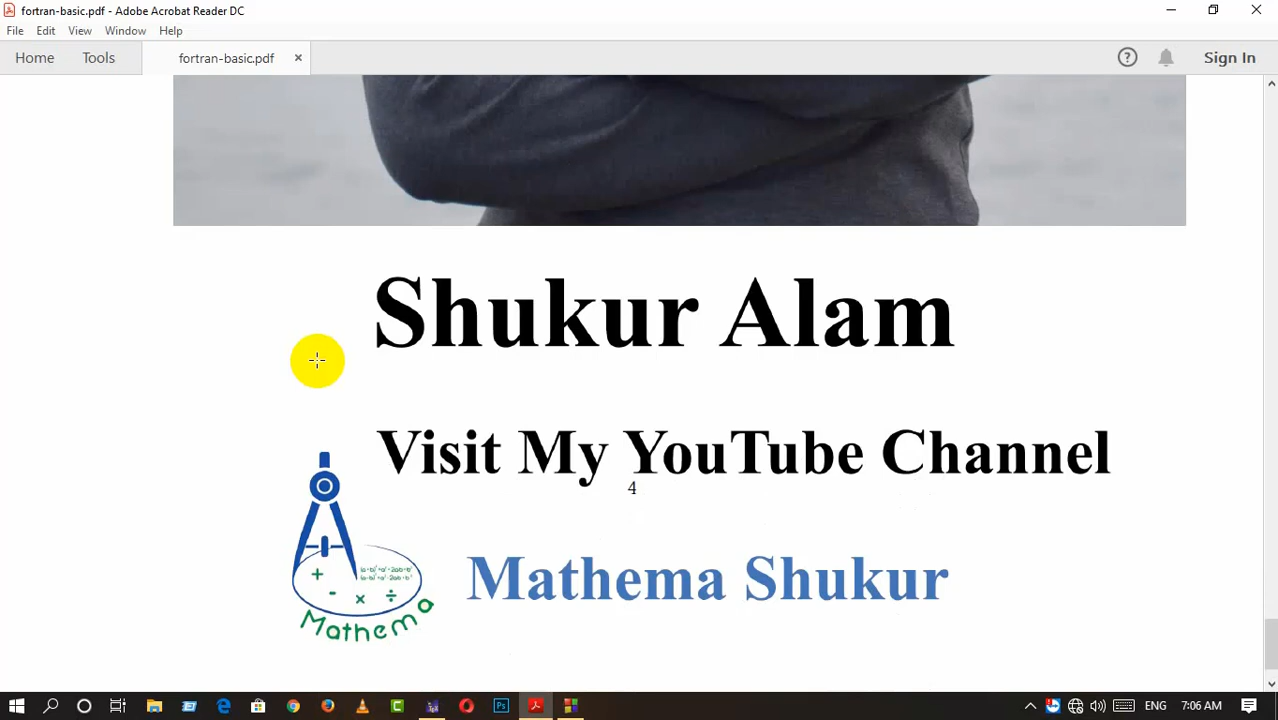 fortran-basic.pdf - Adobe Acrobat Reader DC
File Edit View Window Help
Home Tools fortran-basic.pdf × Sign In
Shukur Alam
Visit My YouTube Channel
4
Mathema Shukur
+ - × ÷
Mathema
ENG 7:06 AM